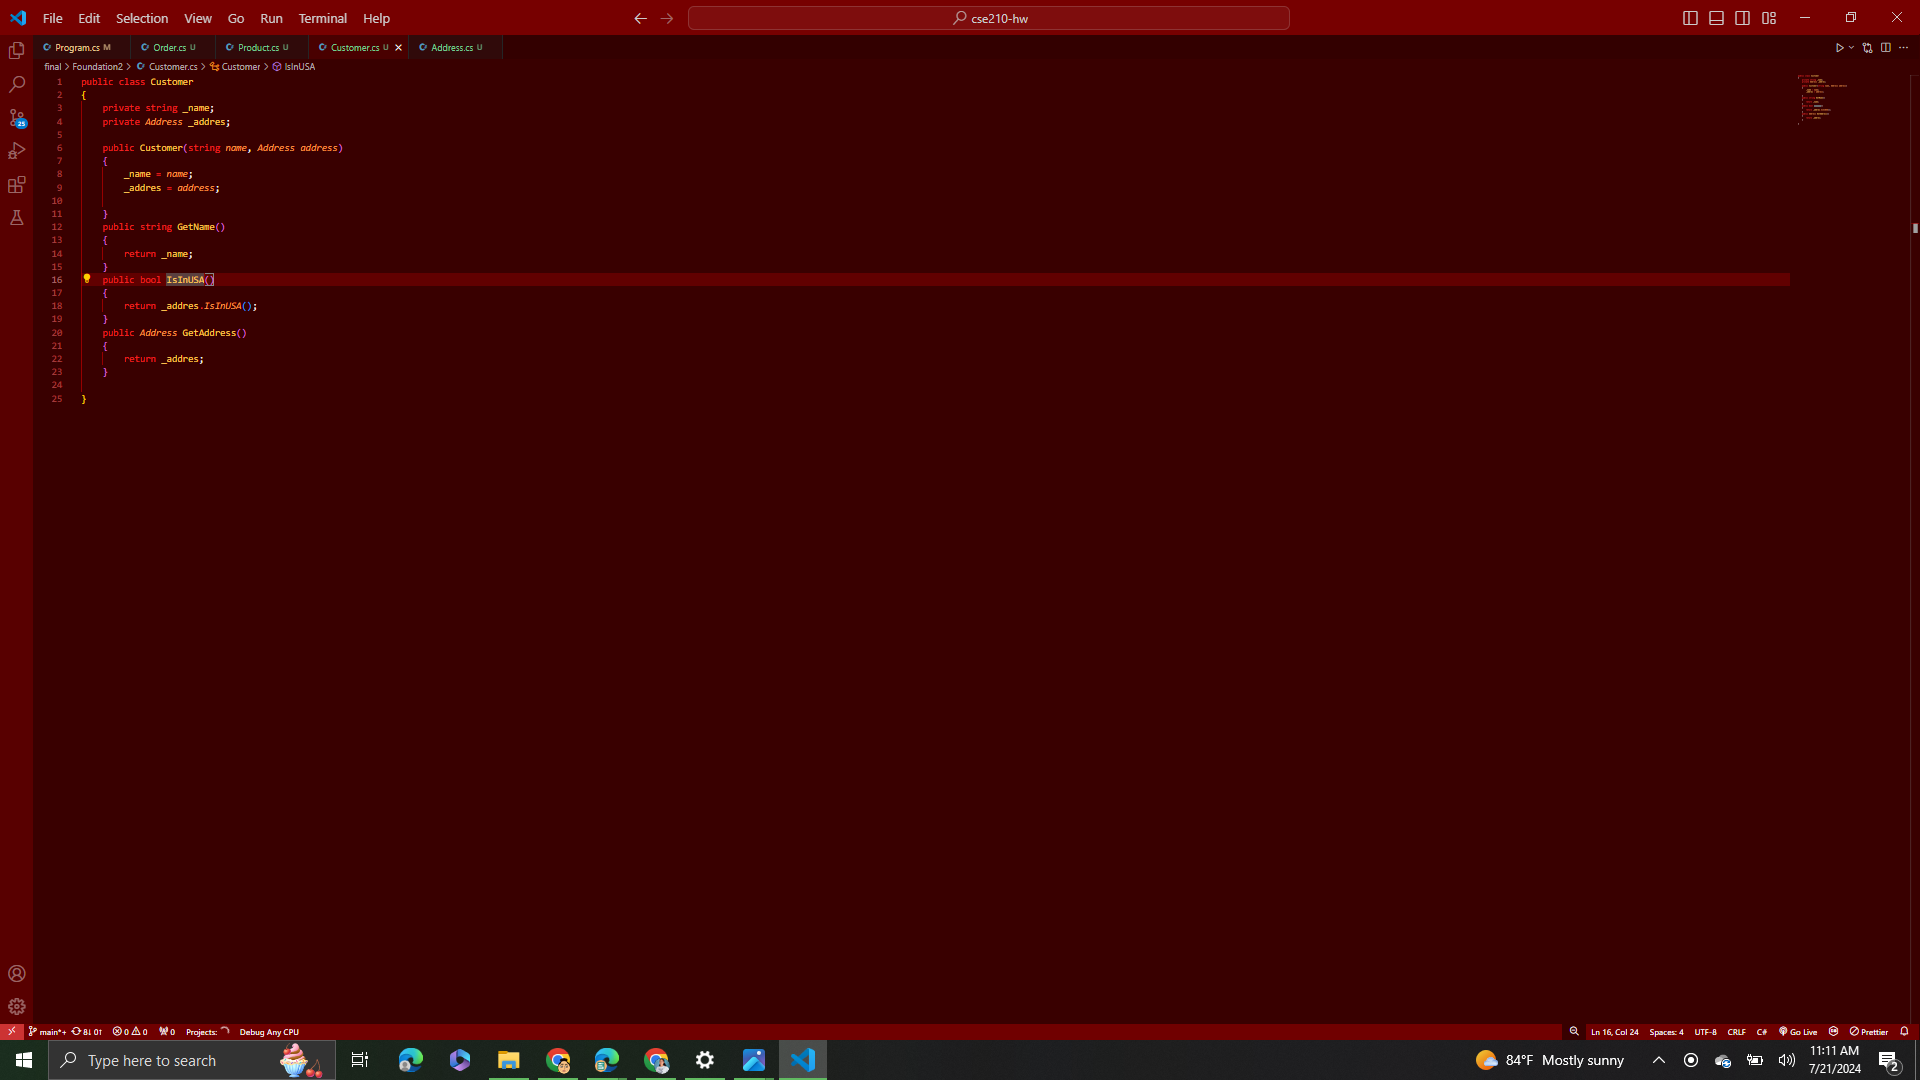 File Edit Selection View Go Run Terminal Help cse210-hw
Program.cs M Order.cs U Product.cs U Customer.cs U Address.cs U
final > Foundation2 > Customer.cs > Customer > IsInUSA
1 public class Customer
2 {
3 private string _name;
4 private Address _addres;
5
6 public Customer(string name, Address address)
7 {
8 _name = name;
9 _addres = address;
10
11 }
12 public string GetName()
13 {
14 return _name;
15 }
16 public bool IsInUSA()
17 {
18 return _addres.IsInUSA();
19 }
20 public Address GetAddress()
21 {
22 return _addres;
23 }
24
25 }
25
main*+ 8↓ 0↑ 0 0 0 Projects: Debug Any CPU Ln 16, Col 24 Spaces: 4 UTF-8 CRLF C# Go Live Prettier
Type here to search 84°F Mostly sunny 11:11 AM
7/21/2024 2